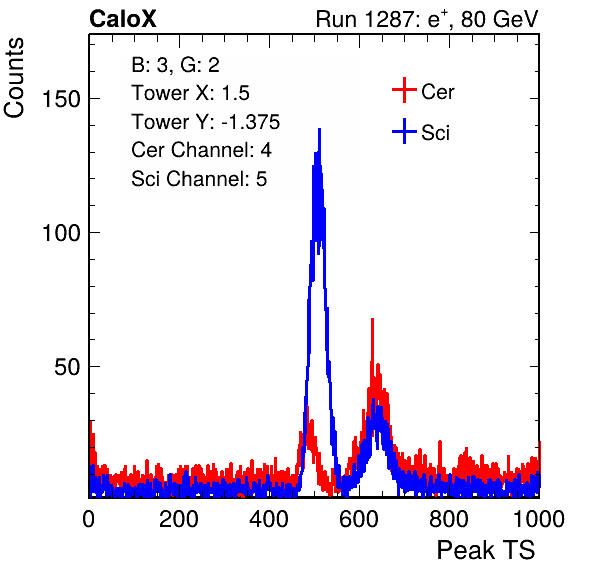 CaloX Run 1287: e⁺, 80 GeV
Counts
B: 3, G: 2
Tower X: 1.5
Tower Y: -1.375
Cer Channel: 4
Sci Channel: 5
Cer
Sci
150
100
50
0 200 400 600 800 1000
Peak TS